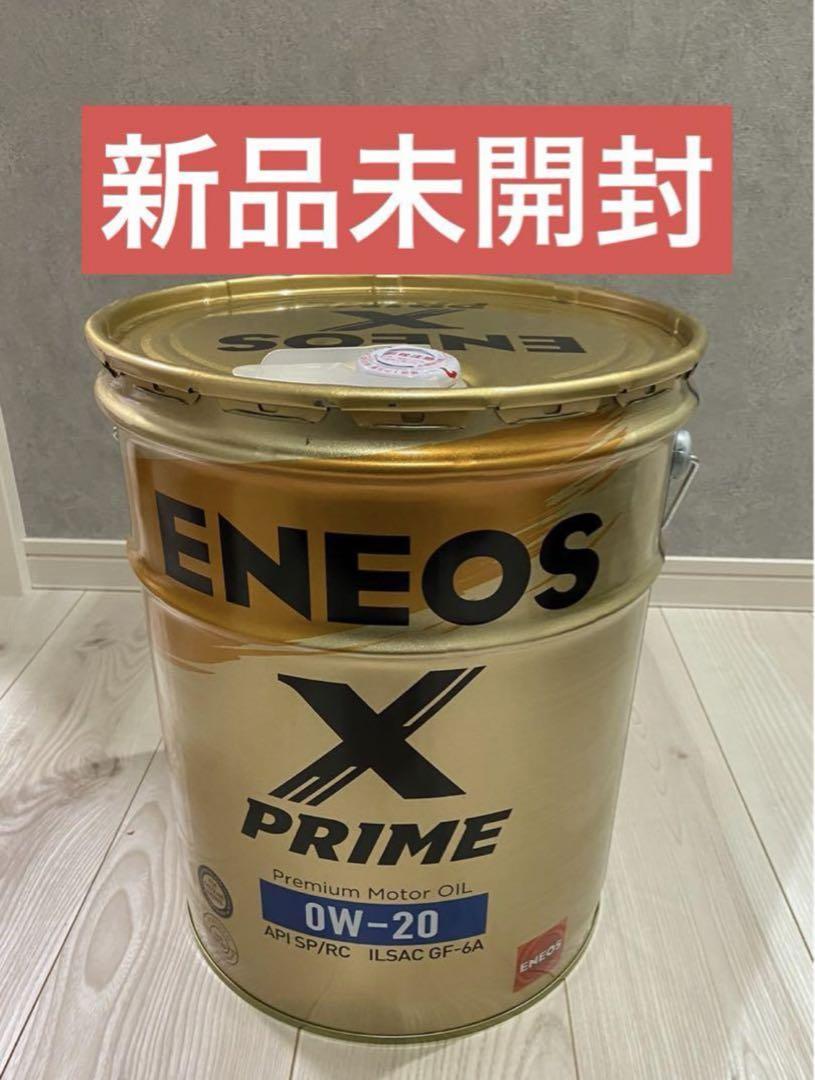 新品未開封
X
ENEOS
ENEOS
X
PRIME
Premium Motor OIL
0W-20
API SP/RC ILSAC GF-6A
ENEOS